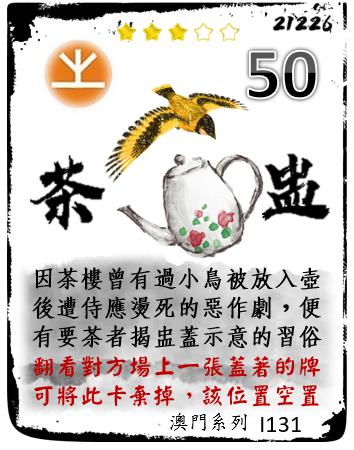 21226
50
茶 盅
因茶樓曾有過小鳥被放入壺
後遭侍應燙死的惡作劇，便
有要茶者揭盅蓋示意的習俗
翻看對方場上一張蓋著的牌
可將此卡棄掉，該位置空置
澳門系列 I131